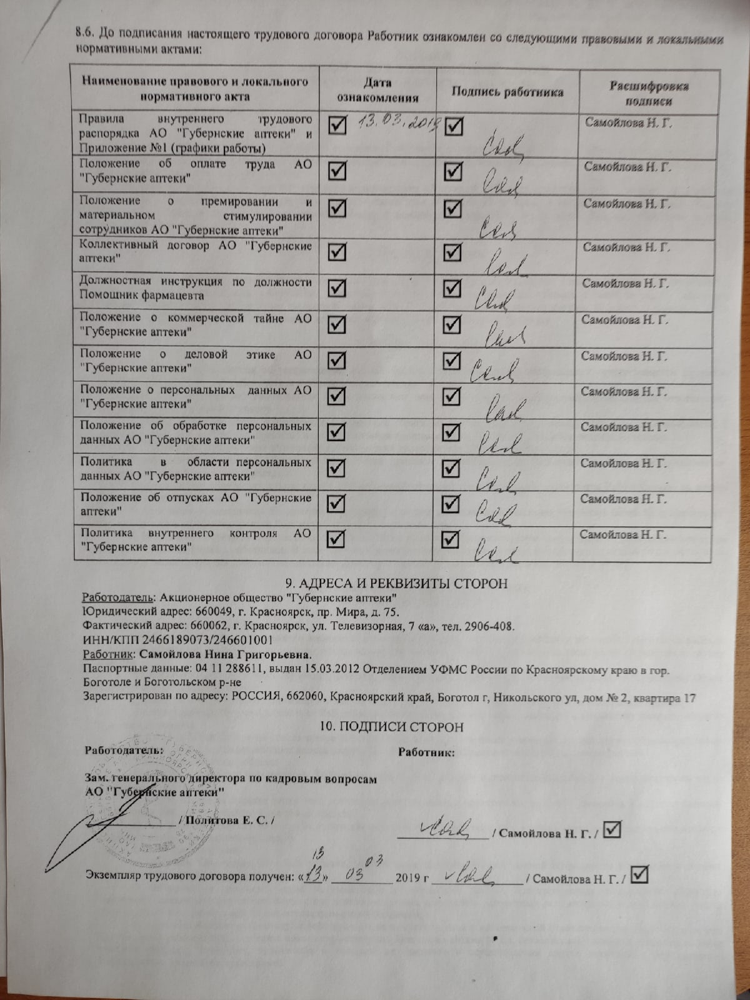 8.6. До подписания настоящего трудового договора Работник ознакомлен со следующими правовыми и локальными
нормативными актами:
Наименование правового и локального
нормативного акта
Дата
ознакомления
Подпись работника
Расшифровка
подписи
Правила внутреннего трудового
распорядка АО "Губернские аптеки" и
Приложение №1 (графики работы)
13.03.2019
Самойлова Н. Г.
Положение об оплате труда АО
"Губернские аптеки"
Самойлова Н. Г.
Положение о премировании и
материальном стимулировании
сотрудников АО "Губернские аптеки"
Самойлова Н. Г.
Коллективный договор АО "Губернские
аптеки"
Самойлова Н. Г.
Должностная инструкция по должности
Помощник фармацевта
Самойлова Н. Г.
Положение о коммерческой тайне АО
"Губернские аптеки"
Самойлова Н. Г.
Положение о деловой этике АО
"Губернские аптеки"
Самойлова Н. Г.
Положение о персональных данных АО
"Губернские аптеки"
Самойлова Н. Г.
Положение об обработке персональных
данных АО "Губернские аптеки"
Самойлова Н. Г.
Политика в области персональных
данных АО "Губернские аптеки"
Самойлова Н. Г.
Положение об отпусках АО "Губернские
аптеки"
Самойлова Н. Г.
Политика внутреннего контроля АО
"Губернские аптеки"
Самойлова Н. Г.
9. АДРЕСА И РЕКВИЗИТЫ СТОРОН
Работодатель: Акционерное общество "Губернские аптеки"
Юридический адрес: 660049, г. Красноярск, пр. Мира, д. 75.
Фактический адрес: 660062, г. Красноярск, ул. Телевизорная, 7 «а», тел. 2906-408.
ИНН/КПП 2466189073/246601001
Работник: Самойлова Нина Григорьевна.
Паспортные данные: 04 11 288611, выдан 15.03.2012 Отделением УФМС России по Красноярскому краю в гор.
Боготоле и Боготольском р-не
Зарегистрирован по адресу: РОССИЯ, 662060, Красноярский край, Боготол г, Никольского ул, дом № 2, квартира 17
10. ПОДПИСИ СТОРОН
Работодатель:
Работник:
Зам. генерального директора по кадровым вопросам
АО "Губернские аптеки"
/ Политова Е. С. /
/ Самойлова Н. Г. /
13 03
Экземпляр трудового договора получен: «13» 03 2019 г / Самойлова Н. Г. /